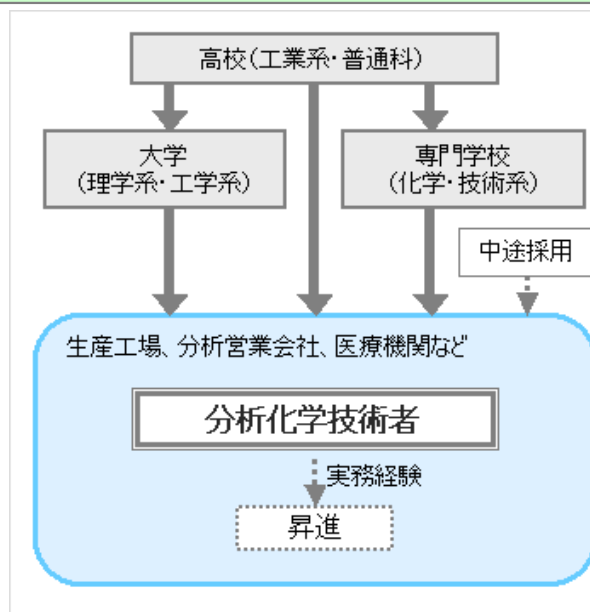 高校(工業系・普通科)
大学
(理学系・工学系)
専門学校
(化学・技術系)
中途採用
生産工場、分析営業会社、医療機関など
分析化学技術者
実務経験
昇進